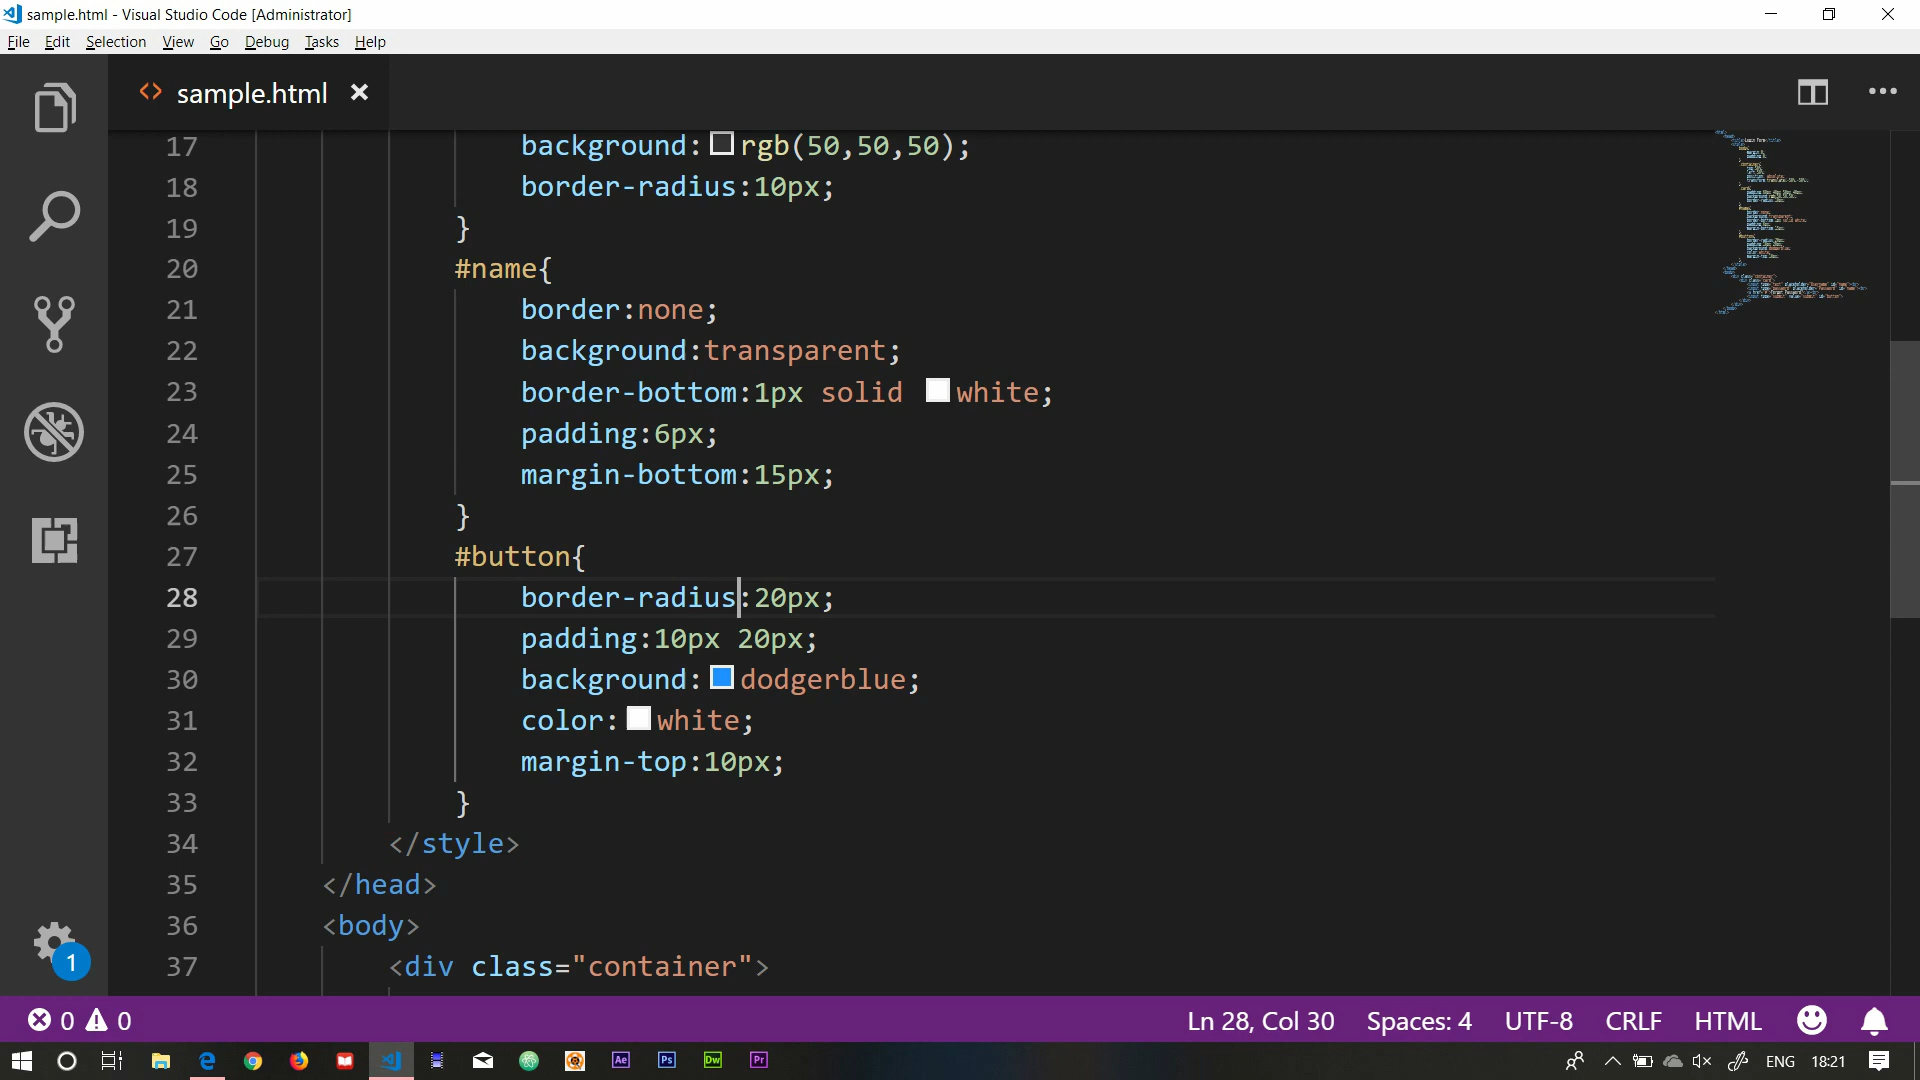 sample.html - Visual Studio Code [Administrator]
File Edit Selection View Go Debug Tasks Help
sample.html
17 background: rgb(50,50,50);
18 border-radius:10px;
19 }
20 #name{
21 border:none;
22 background:transparent;
23 border-bottom:1px solid white;
24 padding:6px;
25 margin-bottom:15px;
26 }
27 #button{
28 border-radius:20px;
29 padding:10px 20px;
30 background: dodgerblue;
31 color: white;
32 margin-top:10px;
33 }
34 </style>
35 </head>
36 <body>
37 <div class="container">
1
0 0 Ln 28, Col 30 Spaces: 4 UTF-8 CRLF HTML
Ae Ps Dw Pr ENG 18:21